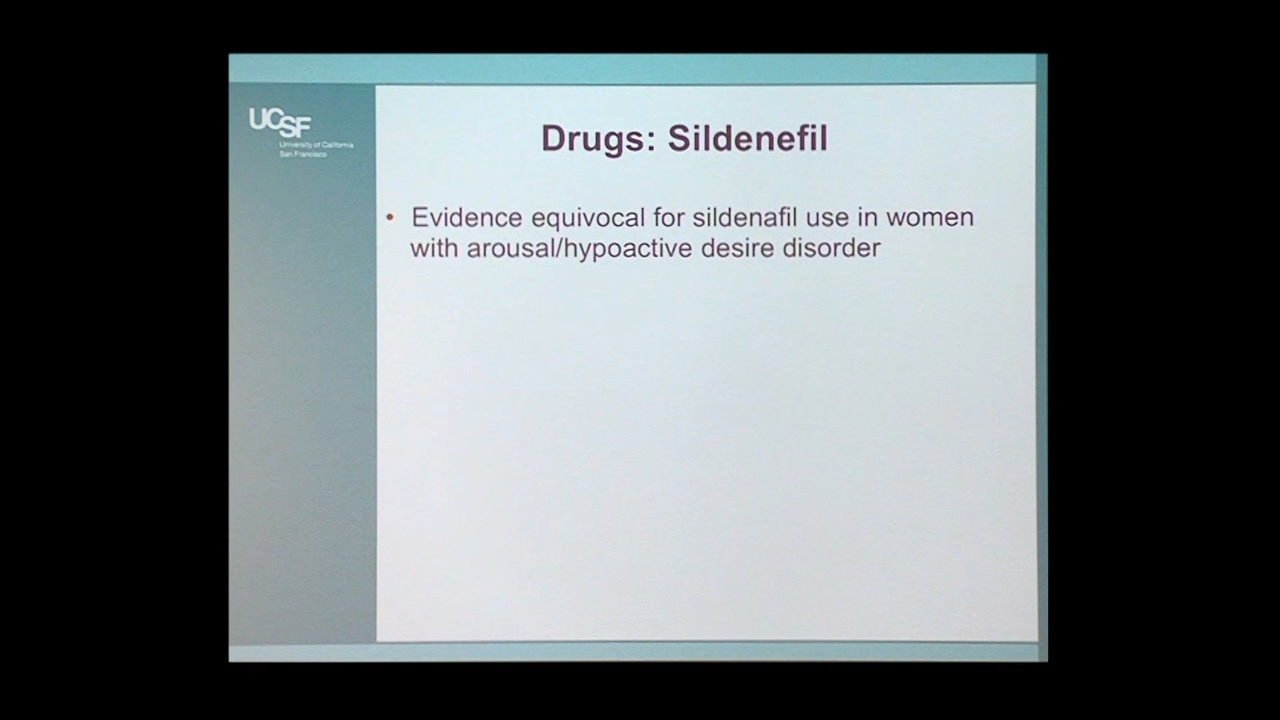 UCSF
University of California
San Francisco
Drugs: Sildenefil
• Evidence equivocal for sildenafil use in women
with arousal/hypoactive desire disorder